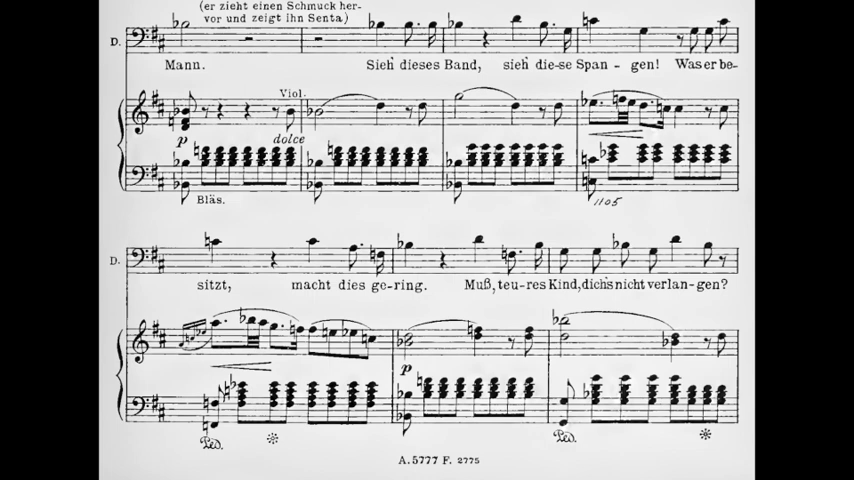 (er zieht einen Schmuck her-
vor und zeigt ihn Senta)
D.
Mann. Sieh dieses Band, sieh die-se Span - gen! Was er be-
Viol.
p dolce
Bläs.
1105
D.
sitzt, macht dies ge-ring. Muß, teu-res Kind, dich's nicht verlan-gen?
p
Ped. Ped.
A. 5777 F. 2775